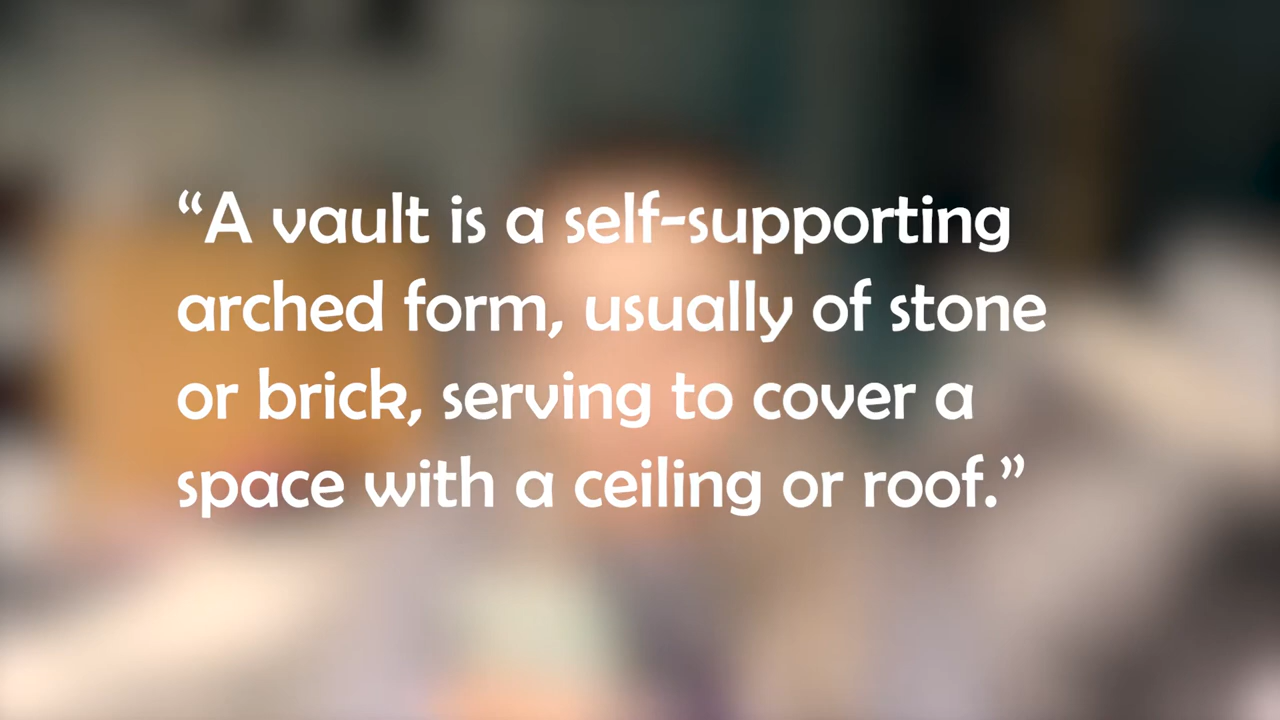 “A vault is a self-supporting
arched form, usually of stone
or brick, serving to cover a
space with a ceiling or roof.”